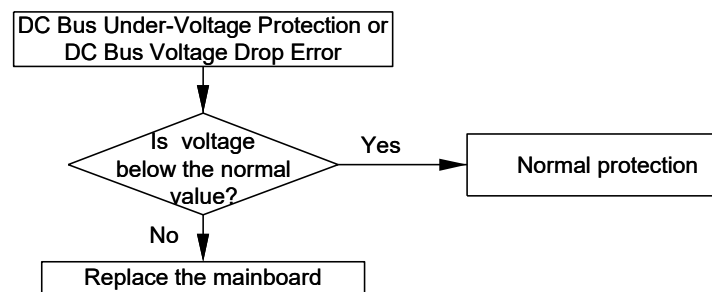 DC Bus Under-Voltage Protection or
DC Bus Voltage Drop Error
Is voltage
below the normal
value?
Yes
Normal protection
No
Replace the mainboard